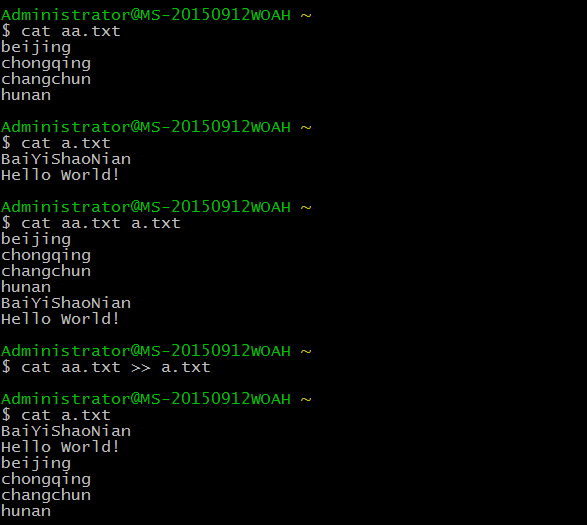 Administrator@MS-20150912WOAH ~
$ cat aa.txt
beijing
chongqing
changchun
hunan
Administrator@MS-20150912WOAH ~
$ cat a.txt
BaiYiShaoNian
Hello World!
Administrator@MS-20150912WOAH ~
$ cat aa.txt a.txt
beijing
chongqing
changchun
hunan
BaiYiShaoNian
Hello World!
Administrator@MS-20150912WOAH ~
$ cat aa.txt >> a.txt
Administrator@MS-20150912WOAH ~
$ cat a.txt
BaiYiShaoNian
Hello World!
beijing
chongqing
changchun
hunan